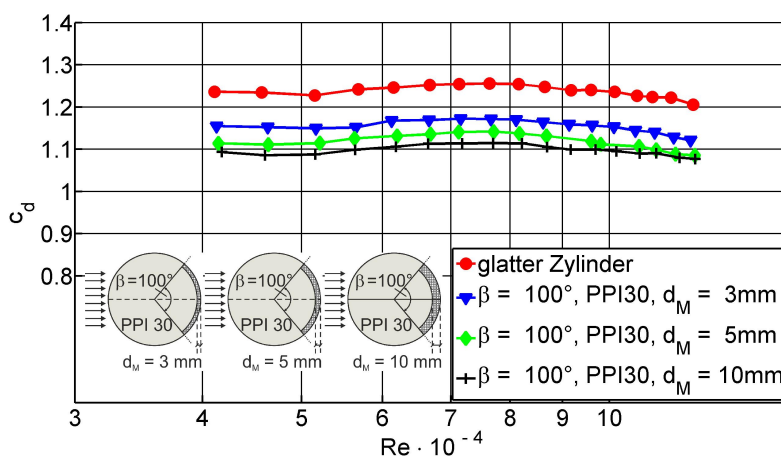 1.4
1.3
1.2
1.1
1
0.9
0.8
c_d
β=100°
PPI 30
d_M = 3 mm
β=100°
PPI 30
d_M = 5 mm
β=100°
PPI 30
d_M = 10 mm
glatter Zylinder
β = 100°, PPI30, d_M = 3mm
β = 100°, PPI30, d_M = 5mm
β = 100°, PPI30, d_M = 10mm
3 4 5 6 7 8 9 10
Re · 10⁻⁴